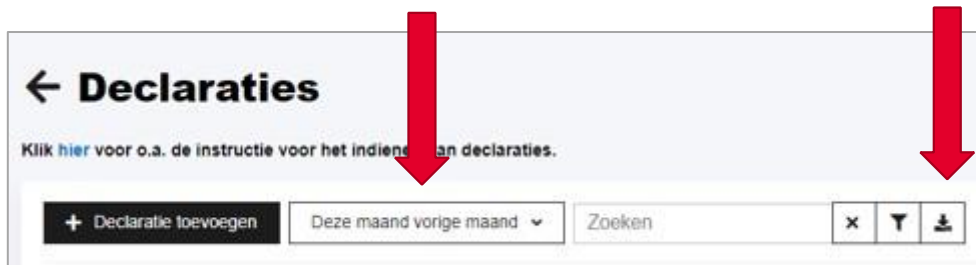 ← Declaraties
Klik hier voor o.a. de instructie voor het indienen van declaraties.
+ Declaratie toevoegen
Deze maand vorige maand
Zoeken